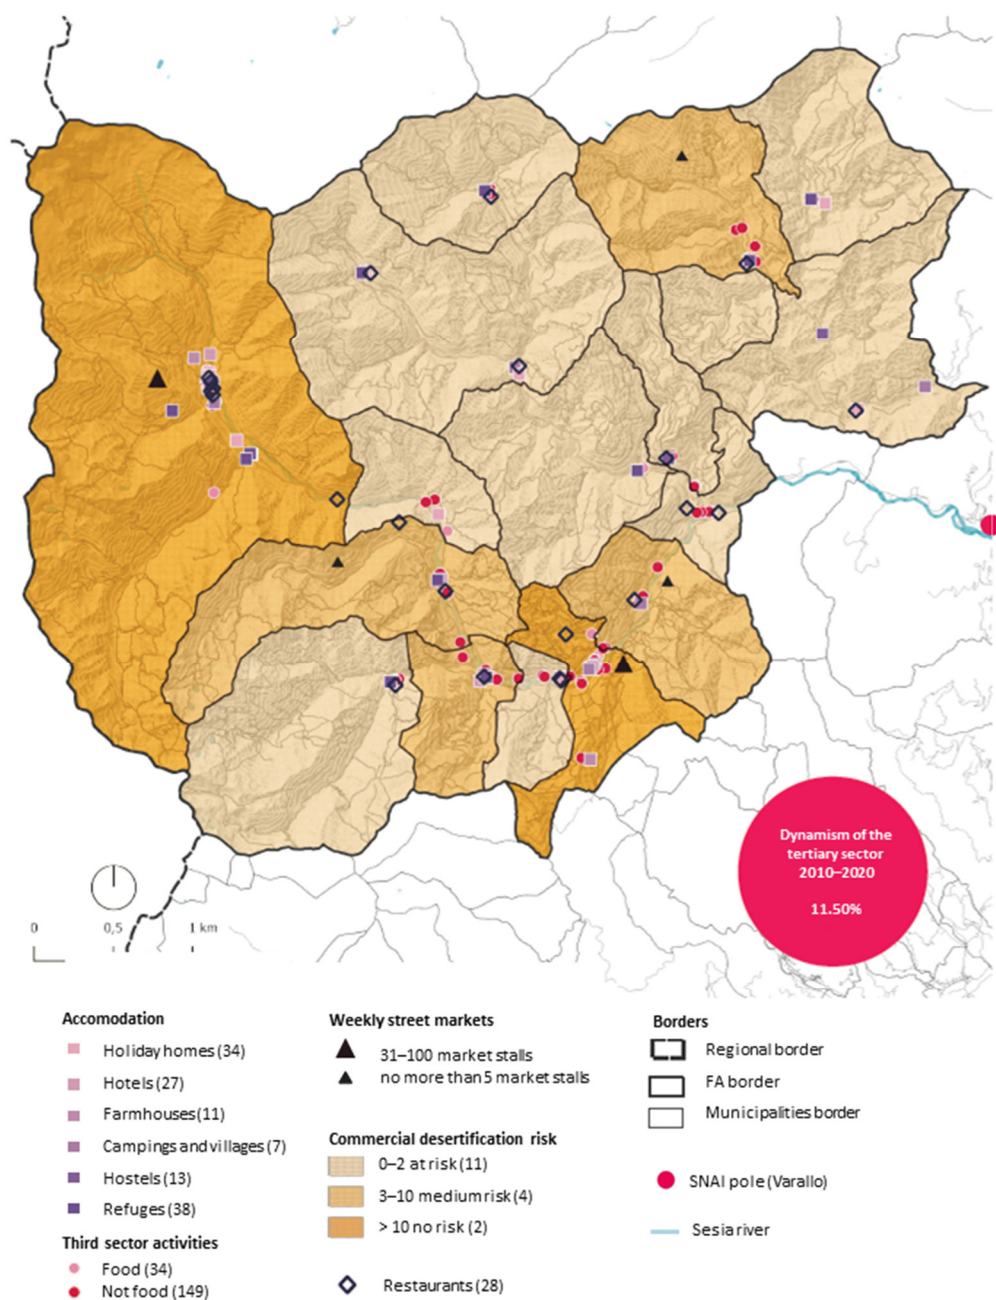 Dynamism of the
tertiary sector
2010–2020
11.50%
0
0,5
1 km
Accomodation
Holiday homes (34)
Hotels (27)
Farmhouses (11)
Campings and villages (7)
Hostels (13)
Refuges (38)
Third sector activities
Food (34)
Not food (149)
Weekly street markets
31–100 market stalls
no more than 5 market stalls
Commercial desertification risk
0–2 at risk (11)
3–10 medium risk (4)
> 10 no risk (2)
Restaurants (28)
Borders
Regional border
FA border
Municipalities border
SNAI pole (Varallo)
Sesia river